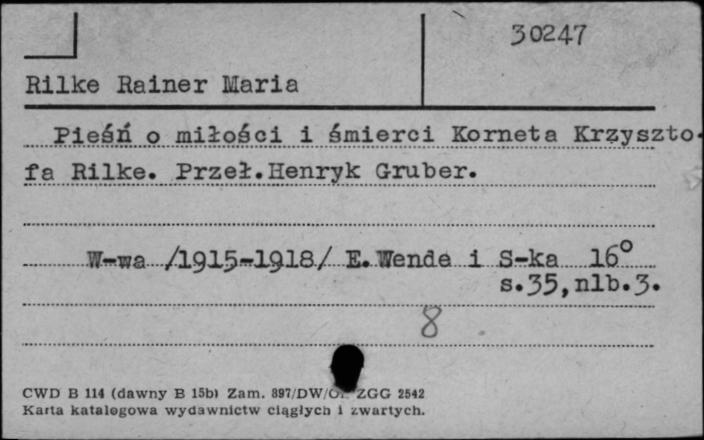 30247
Rilke Rainer Maria
Pieśń o miłości i śmierci Korneta Krzyszto-
fa Rilke. Przeł.Henryk Gruber.
W-wa /1915-1918/ E.Wende i S-ka 16°
s.35,nlb.3.
8
CWD B 114 (dawny B 15b) Zam. 897/DW/ ZGG 2542
Karta katalogowa wydawnictw ciągłych i zwartych.